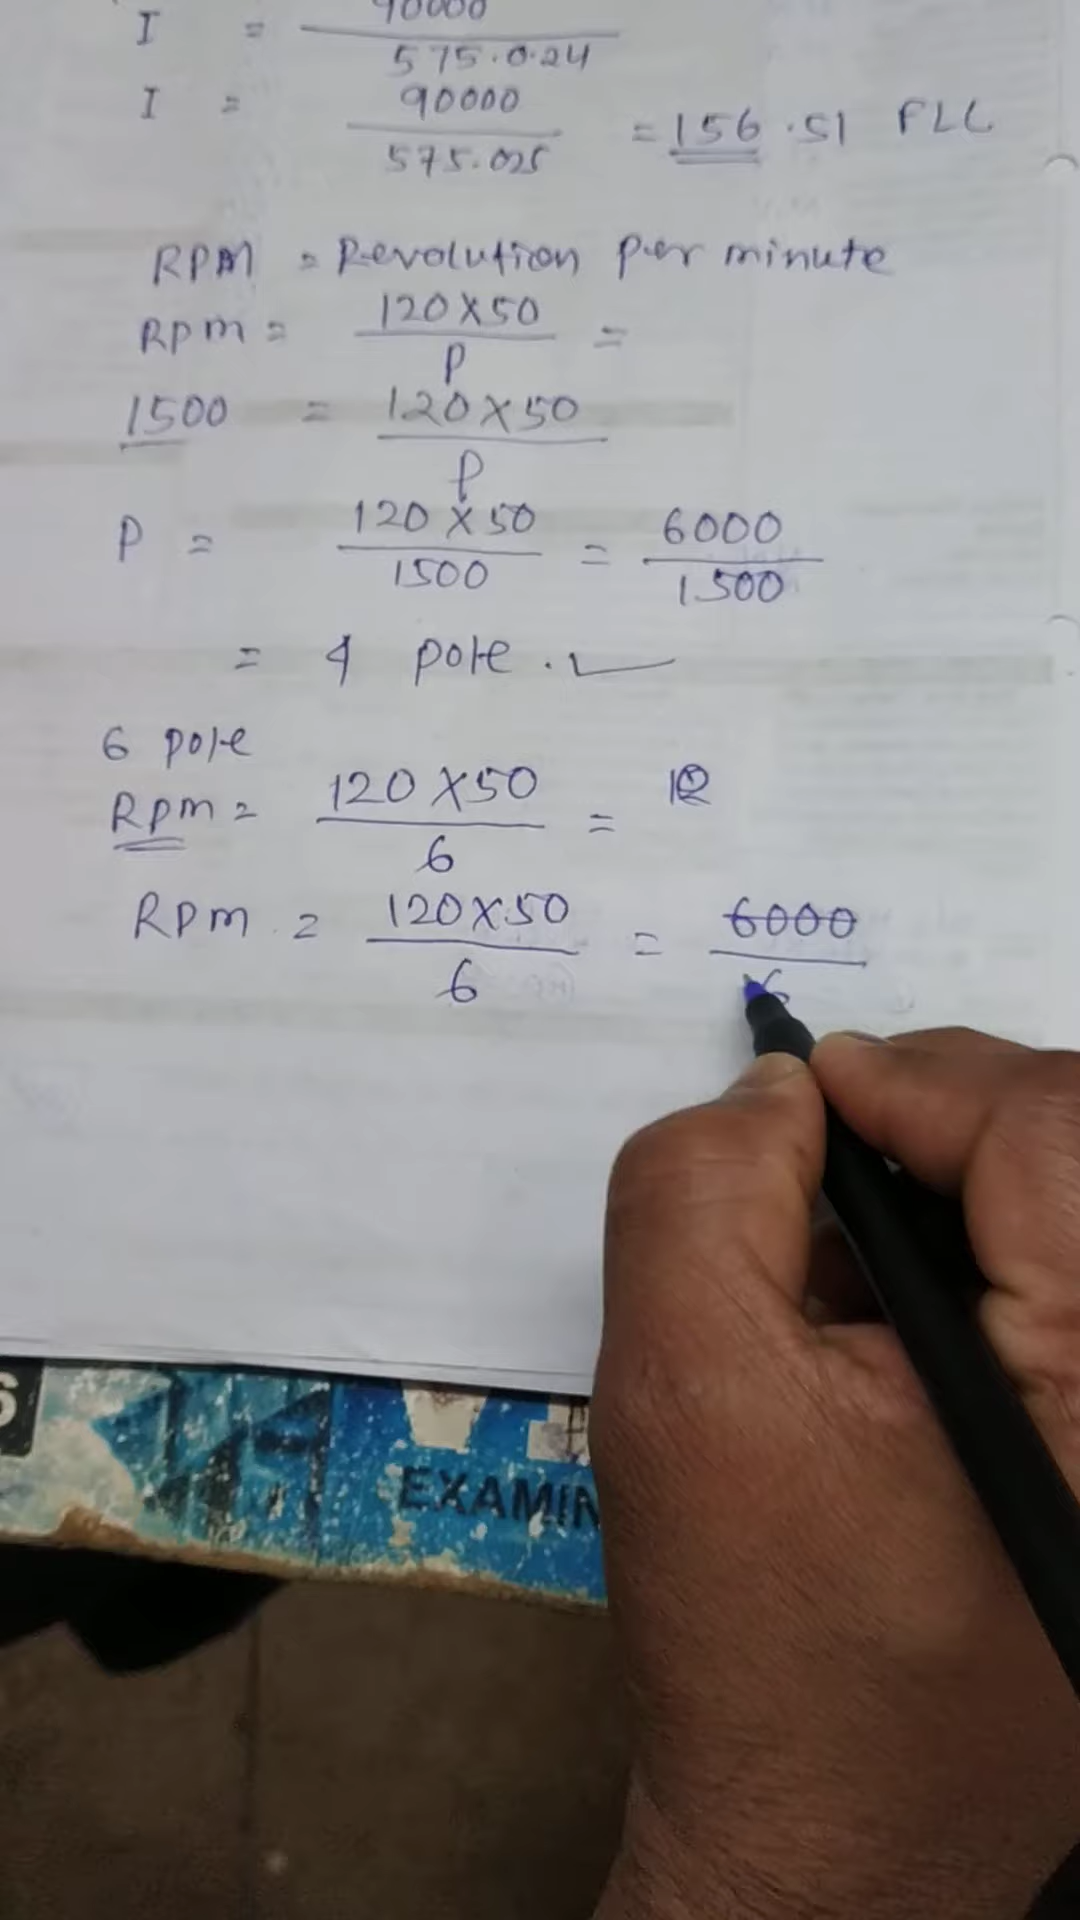 I = 90000 / 575.0.24
I = 90000 / 575.025 = 156.51 FLC
RPM = Revolution per minute
Rpm = 120 X 50 / P =
1500 = 120 X 50 / P
P = 120 X 50 / 1500 = 6000 / 1500
= 4 pole.
6 pole
Rpm = 120 X 50 / 6 =
RPM = 120 X 50 / 6 = 6000 / 6
EXAMIN